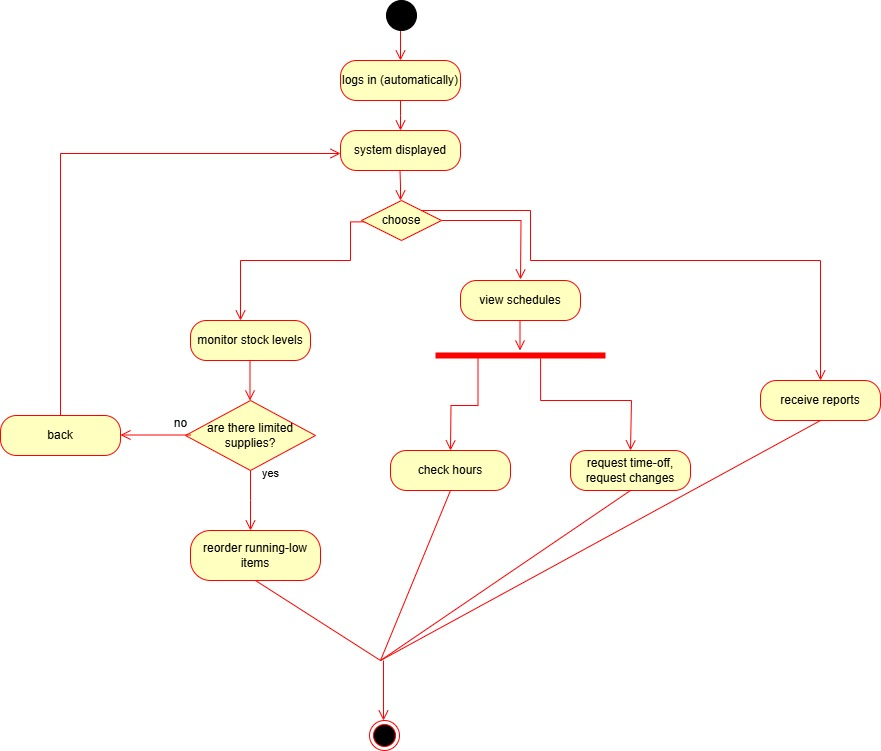 logs in (automatically)
system displayed
choose
view schedules
monitor stock levels
receive reports
no
are there limited
supplies?
back
yes
check hours
request time-off,
request changes
reorder running-low
items